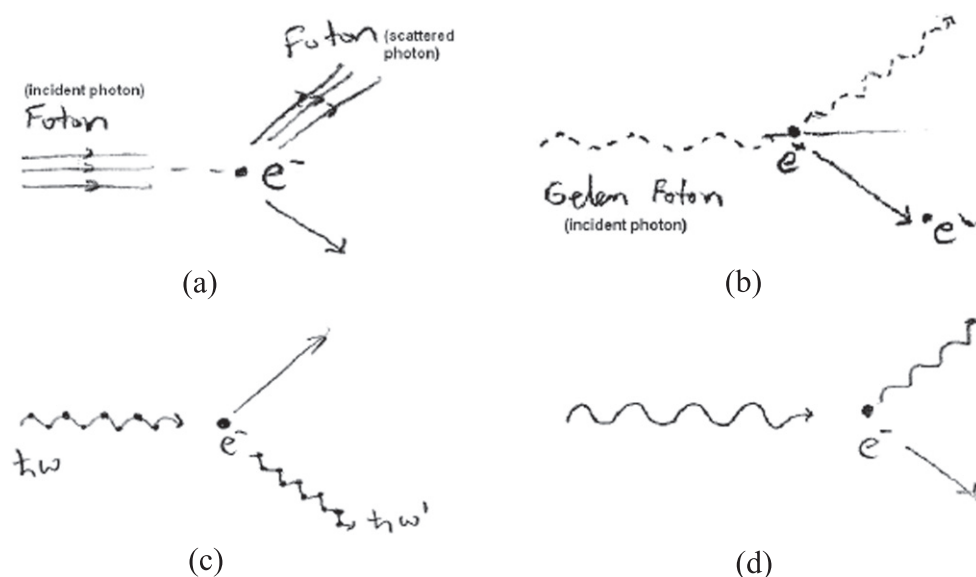 Foton (scattered
photon)
(incident photon)
Foton
e⁻
(a)
e
Gelen Foton
(incident photon)
e⁻
(b)
e⁻
ħω
ħω'
(c)
e⁻
(d)